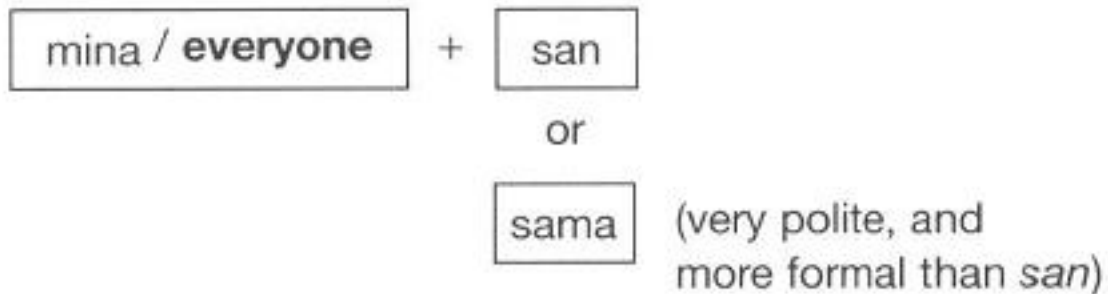 mina / everyone + san
or
sama (very polite, and
more formal than san)